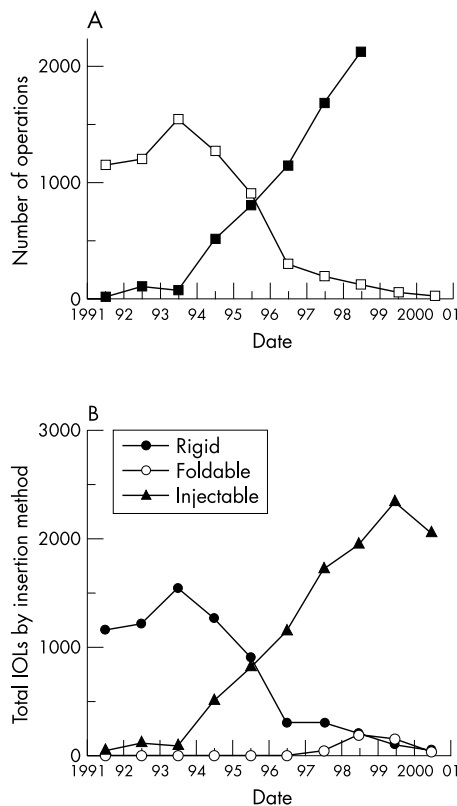 A
Number of operations
2000
1000
0
1991 92 93 94 95 96 97 98 99 2000 01
Date
B
Total IOLs by insertion method
3000
2000
1000
0
Rigid
Foldable
Injectable
1991 92 93 94 95 96 97 98 99 2000 01
Date